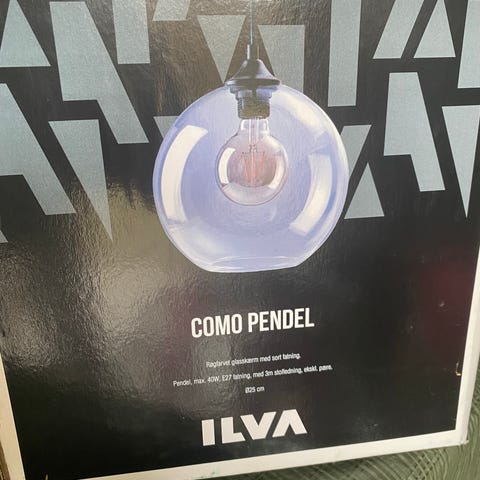 COMO PENDEL
Røgfarvet glasskærm med sort fatning.
Pendel, max. 40W, E27 fatning, med 3m stofledning, ekskl. pære.
Ø25 cm
ILVA